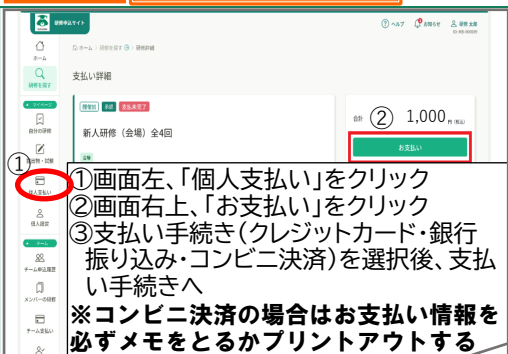 研修申込サイト
ヘルプ
お知らせ
研修 太郎
ホーム
ホーム | 研修を探す | 研修詳細
研修を探す
支払い詳細
マイページ
自分の研修
支払未完了
合計 ② 1,000 円 (税込)
新人研修（会場）全4回
お支払い
①
個人支払い
個人設定
チーム
チーム申込履歴
メンバーの研修
チーム支払い
①画面左、「個人支払い」をクリック
②画面右上、「お支払い」をクリック
③支払い手続き（クレジットカード・銀行
振り込み・コンビニ決済）を選択後、支払
い手続きへ
※コンビニ決済の場合はお支払い情報を
必ずメモをとるかプリントアウトする